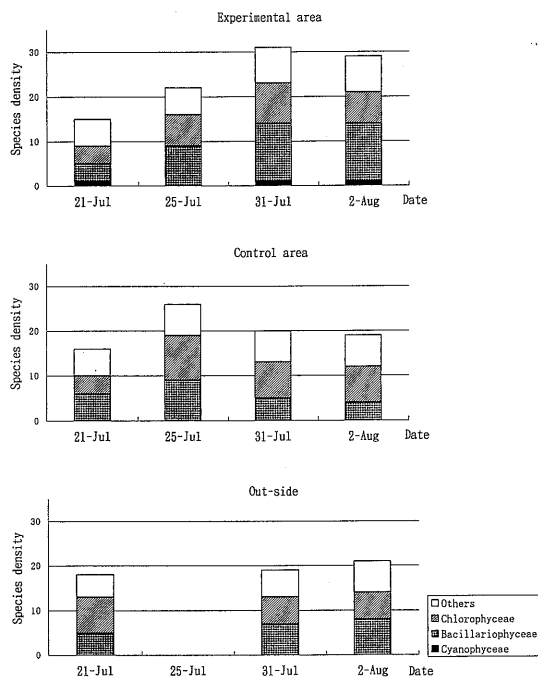 Experimental area
Species density
30
20
10
0
21-Jul 25-Jul 31-Jul 2-Aug Date
Control area
Species density
30
20
10
0
21-Jul 25-Jul 31-Jul 2-Aug Date
Out-side
Species density
30
20
10
0
21-Jul 25-Jul 31-Jul 2-Aug Date
Others
Chlorophyceae
Bacillariophyceae
Cyanophyceae